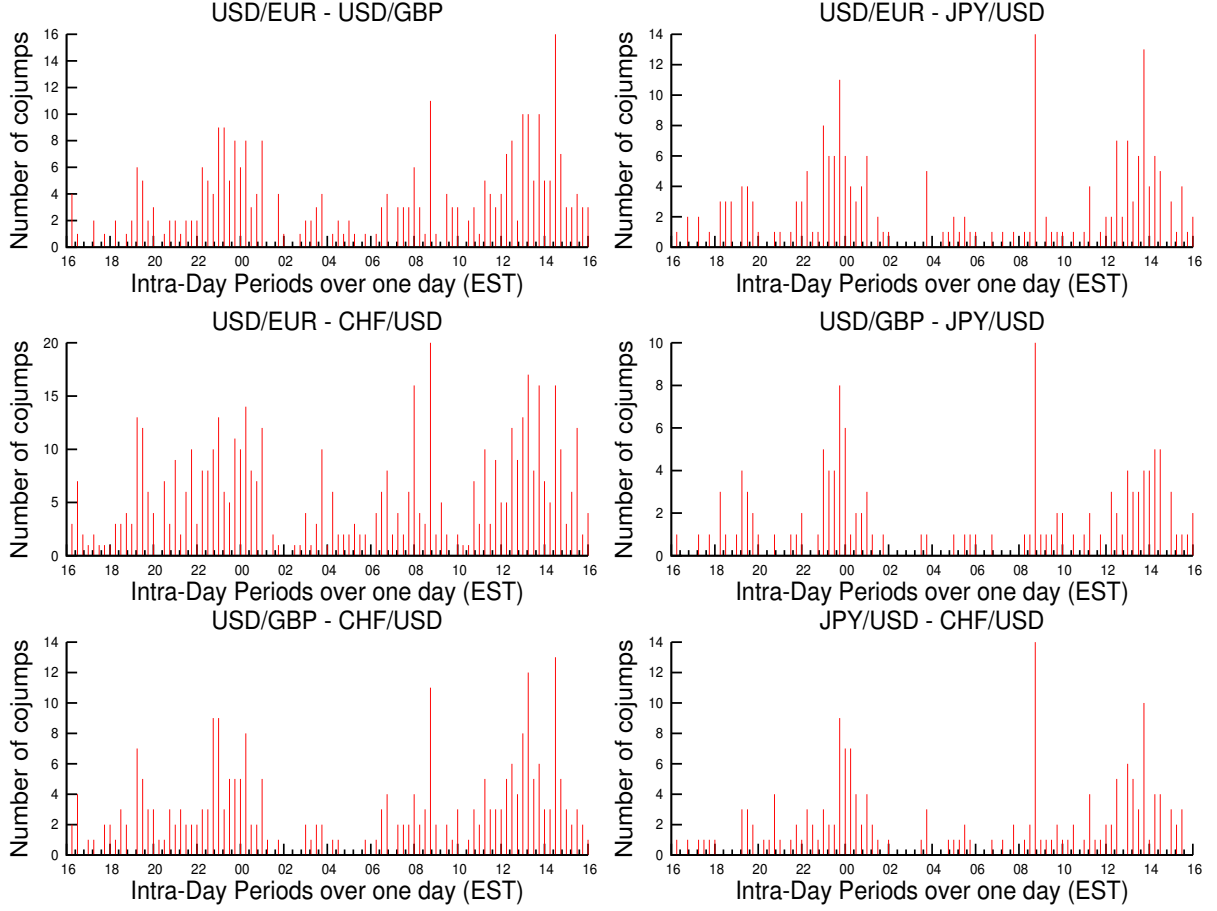 USD/EUR - USD/GBP
Number of cojumps
16
14
12
10
8
6
4
2
0
16 18 20 22 00 02 04 06 08 10 12 14 16
Intra-Day Periods over one day (EST)
USD/EUR - JPY/USD
Number of cojumps
14
12
10
8
6
4
2
0
16 18 20 22 00 02 04 06 08 10 12 14 16
Intra-Day Periods over one day (EST)
USD/EUR - CHF/USD
Number of cojumps
20
15
10
5
0
16 18 20 22 00 02 04 06 08 10 12 14 16
Intra-Day Periods over one day (EST)
USD/GBP - JPY/USD
Number of cojumps
10
8
6
4
2
0
16 18 20 22 00 02 04 06 08 10 12 14 16
Intra-Day Periods over one day (EST)
USD/GBP - CHF/USD
Number of cojumps
14
12
10
8
6
4
2
0
16 18 20 22 00 02 04 06 08 10 12 14 16
Intra-Day Periods over one day (EST)
JPY/USD - CHF/USD
Number of cojumps
14
12
10
8
6
4
2
0
16 18 20 22 00 02 04 06 08 10 12 14 16
Intra-Day Periods over one day (EST)